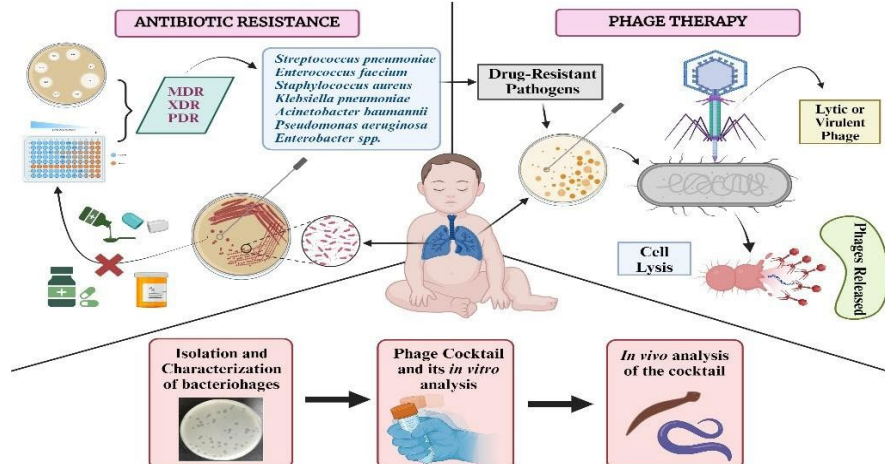 ANTIBIOTIC RESISTANCE
MDR
XDR
PDR
Streptococcus pneumoniae
Enterococcus faecium
Staphylococcus aureus
Klebsiella pneumoniae
Acinetobacter baumannii
Pseudomonas aeruginosa
Enterobacter spp.
PHAGE THERAPY
Drug-Resistant
Pathogens
Lytic or
Virulent
Phage
Cell
Lysis
Phages Released
Isolation and
Characterization
of bacteriohages
Phage Cocktail
and its in vitro
analysis
In vivo analysis
of the cocktail